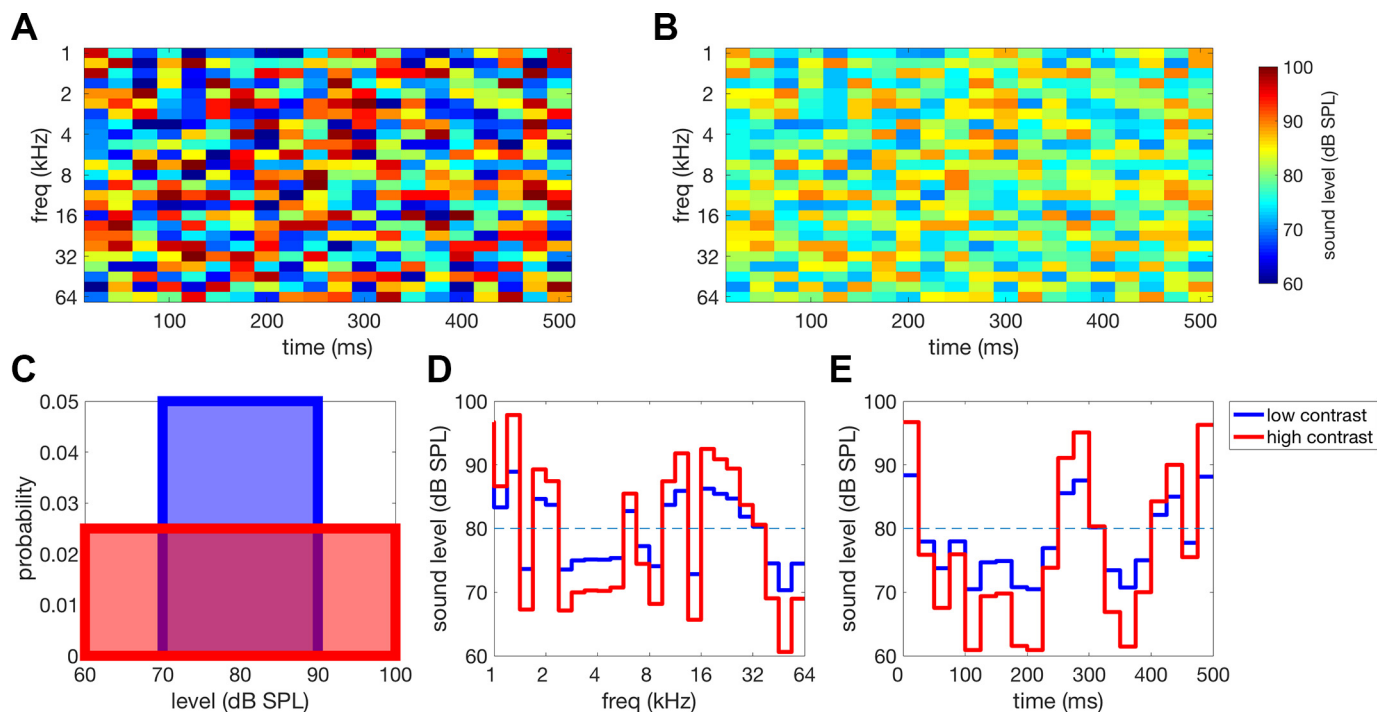 A
B
1
2
4
8
16
32
64
freq (kHz)
100 200 300 400 500
time (ms)
1
2
4
8
16
32
64
freq (kHz)
100 200 300 400 500
time (ms)
100
90
80
70
60
sound level (dB SPL)
C
D
E
0.05
0.04
0.03
0.02
0.01
0
probability
60 70 80 90 100
level (dB SPL)
100
90
80
70
60
sound level (dB SPL)
1 2 4 8 16 32 64
freq (kHz)
100
90
80
70
60
sound level (dB SPL)
0 100 200 300 400 500
time (ms)
low contrast
high contrast